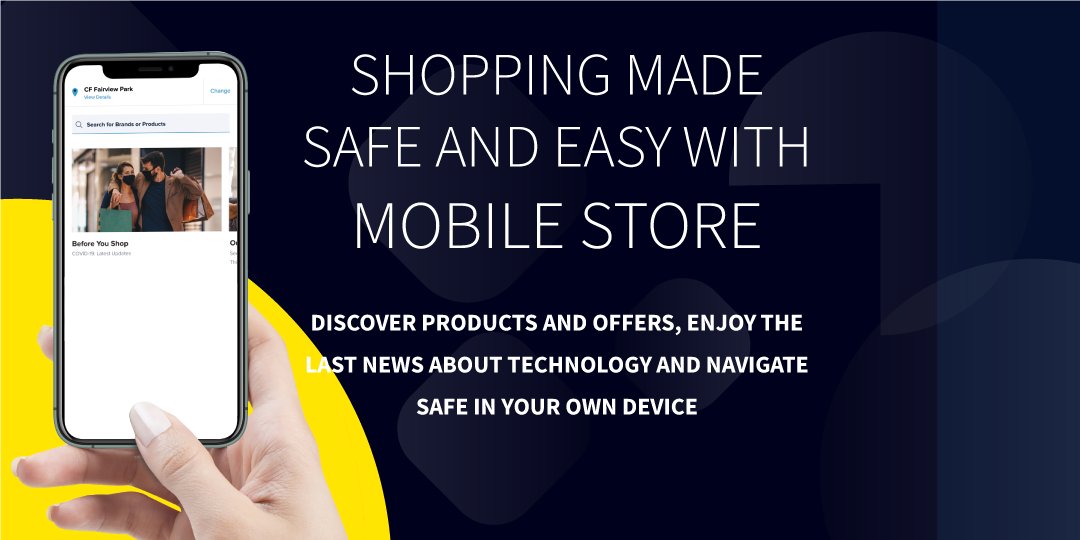 CF Fairview Park
Change
View Details
Search for Brands or Products
Before You Shop
COVID-19: Latest Updates
SHOPPING MADE
SAFE AND EASY WITH
MOBILE STORE
DISCOVER PRODUCTS AND OFFERS, ENJOY THE
LAST NEWS ABOUT TECHNOLOGY AND NAVIGATE
SAFE IN YOUR OWN DEVICE